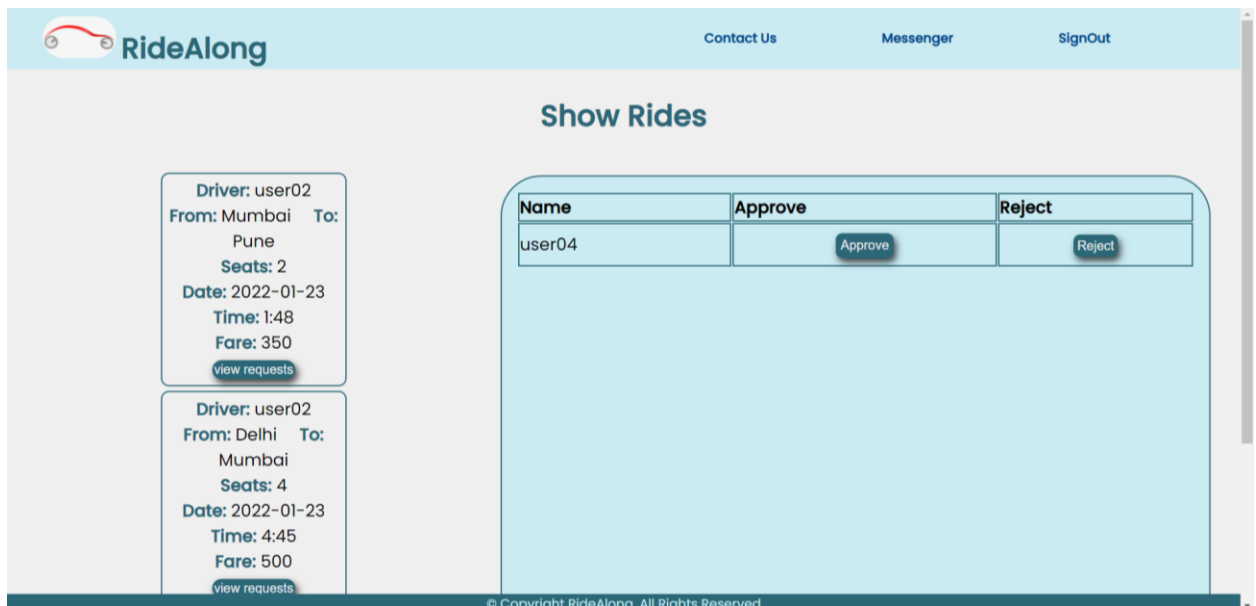 RideAlong
Contact Us Messenger SignOut
Show Rides
Driver: user02
From: Mumbai To:
Pune
Seats: 2
Date: 2022-01-23
Time: 1:48
Fare: 350
view requests
Driver: user02
From: Delhi To:
Mumbai
Seats: 4
Date: 2022-01-23
Time: 4:45
Fare: 500
view requests
Name Approve Reject
user04 Approve Reject
© Copyright RideAlong. All Rights Reserved